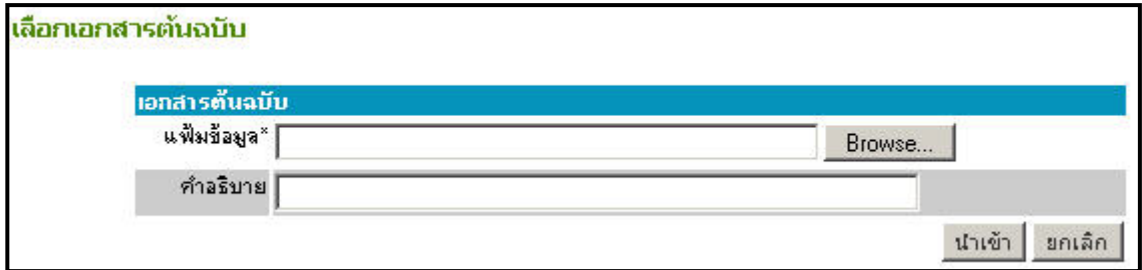 เลือกเอกสารต้นฉบับ
เอกสารต้นฉบับ
แฟ้มข้อมูล* Browse...
คำอธิบาย
นำเข้า ยกเลิก